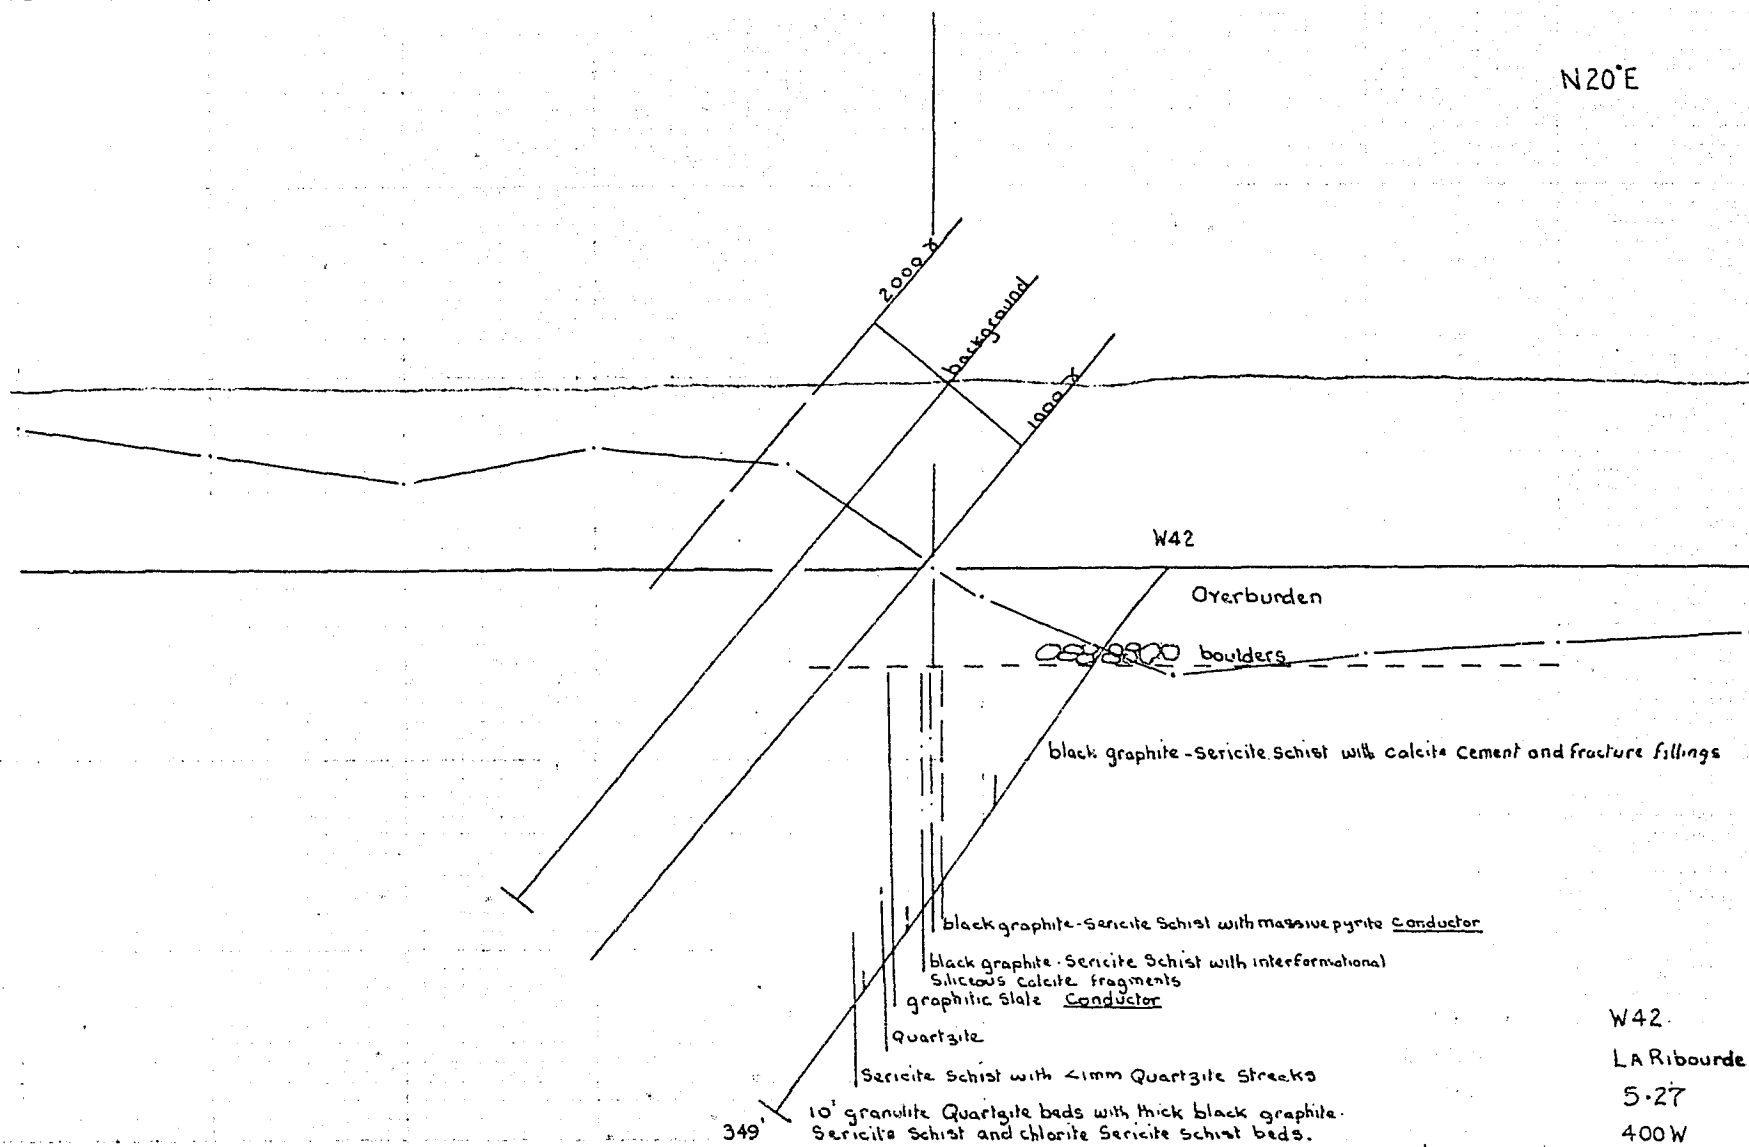 N20°E
2000 γ
background
1000 γ
W42
Overburden
boulders
black graphite-Sericite Schist with Calcite Cement and fracture fillings
black graphite-Sericite Schist with massive pyrite Conductor
black graphite-Sericite Schist with interformational
Siliceous calcite fragments
graphitic Slate Conductor
Quartzite
Sericite Schist with <1mm Quartzite Streaks
349'
10' granulite Quartzite beds with thick black graphite-
Sericite Schist and chlorite Sericite Schist beds.
W42.
LA Ribourde
5·27
400W